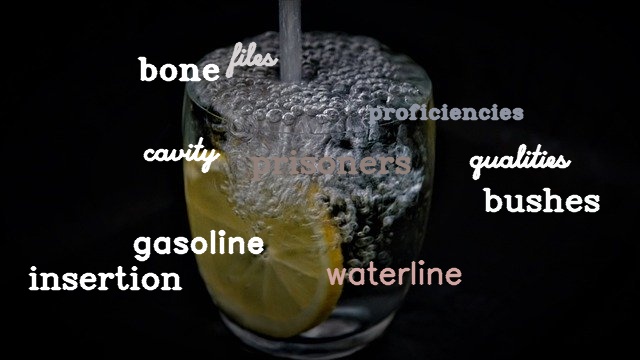 files
bone
proficiencies
cavity
prisoners
qualities
bushes
gasoline
waterline
insertion